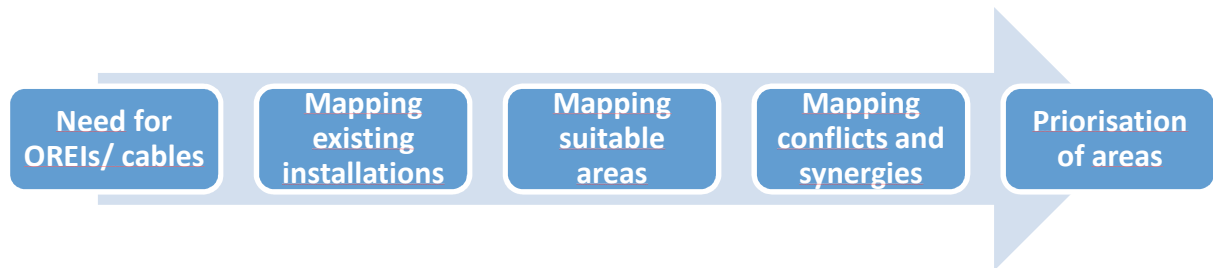 Need for
OREIs/ cables
Mapping
existing
installations
Mapping
suitable
areas
Mapping
conflicts and
synergies
Priorisation
of areas